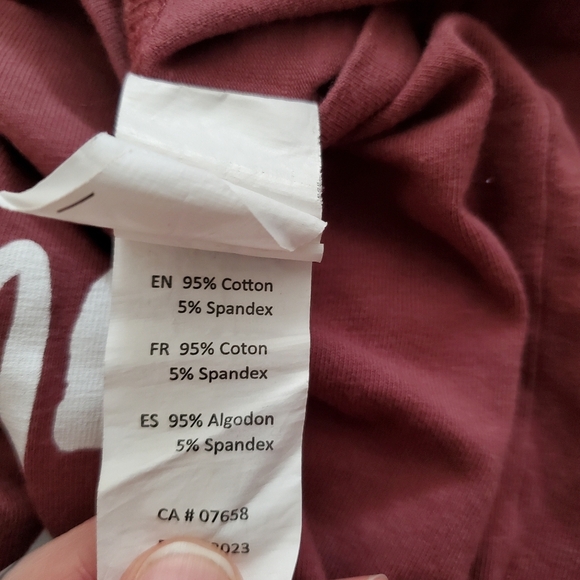 EN 95% Cotton
5% Spandex
FR 95% Coton
5% Spandex
ES 95% Algodon
5% Spandex
CA # 07658